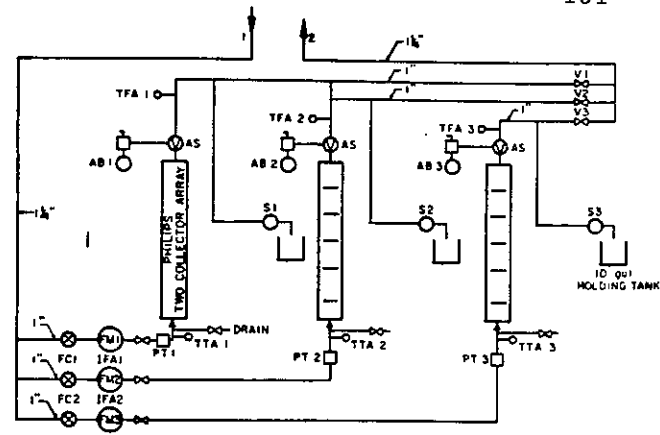 1 2
1¼"
1"
1"
1"
V1
V2
V3
TFA 1
TFA 2
TFA 3
AS
AS
AS
AB 1
AB 2
AB 3
PHILIPS
TWO COLLECTOR ARRAY
S1
S2
S3
10 gal
HOLDING TANK
1¼"
DRAIN
1"
FC1
FM1
IFA1
PT 1
TTA 1
1"
FM2
PT 2
TTA 2
1"
FC2
IFA2
FM3
PT 3
TTA 3